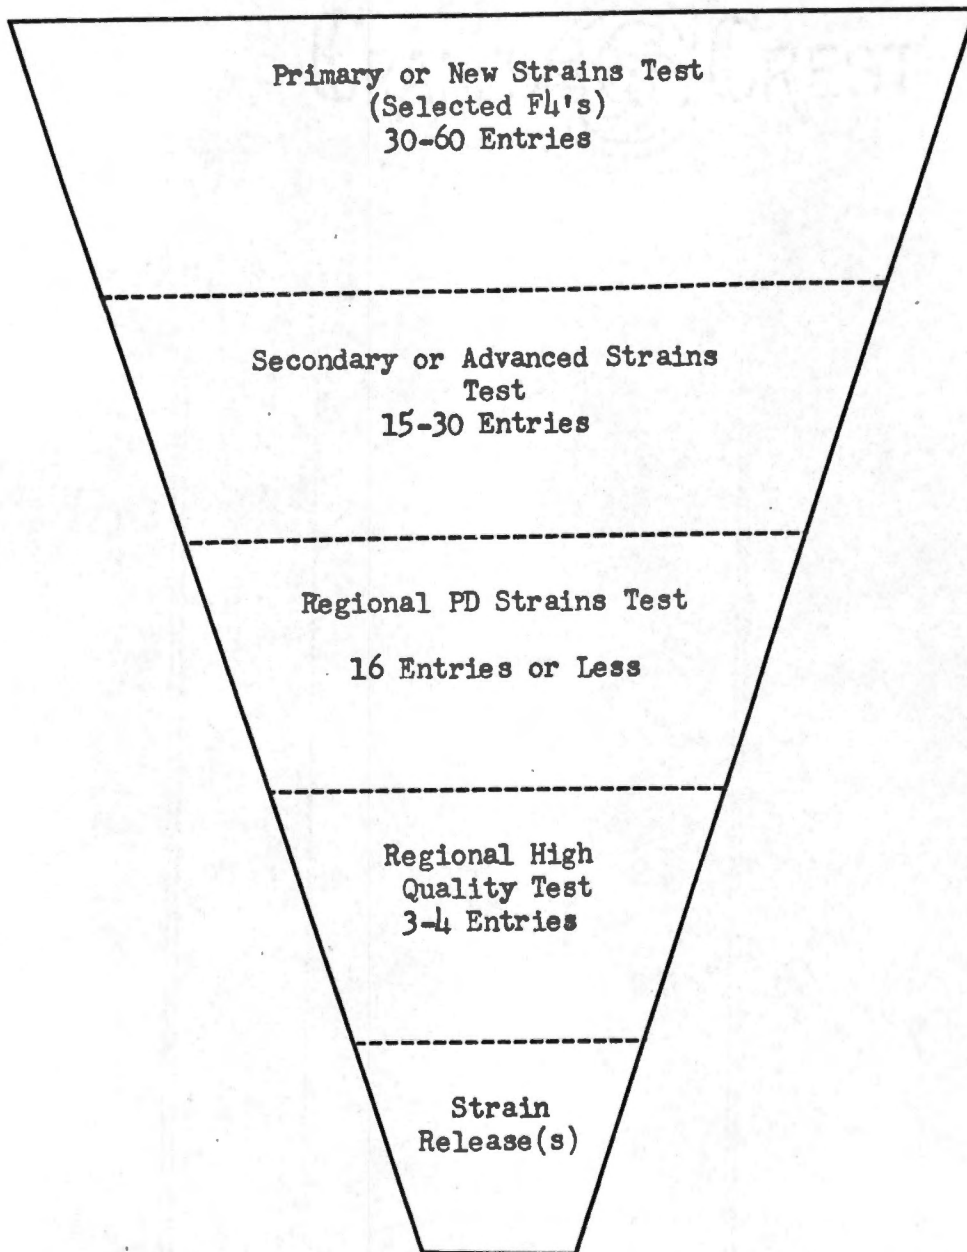 Primary or New Strains Test
(Selected F4's)
30-60 Entries
Secondary or Advanced Strains
Test
15-30 Entries
Regional PD Strains Test
16 Entries or Less
Regional High
Quality Test
3-4 Entries
Strain
Release(s)